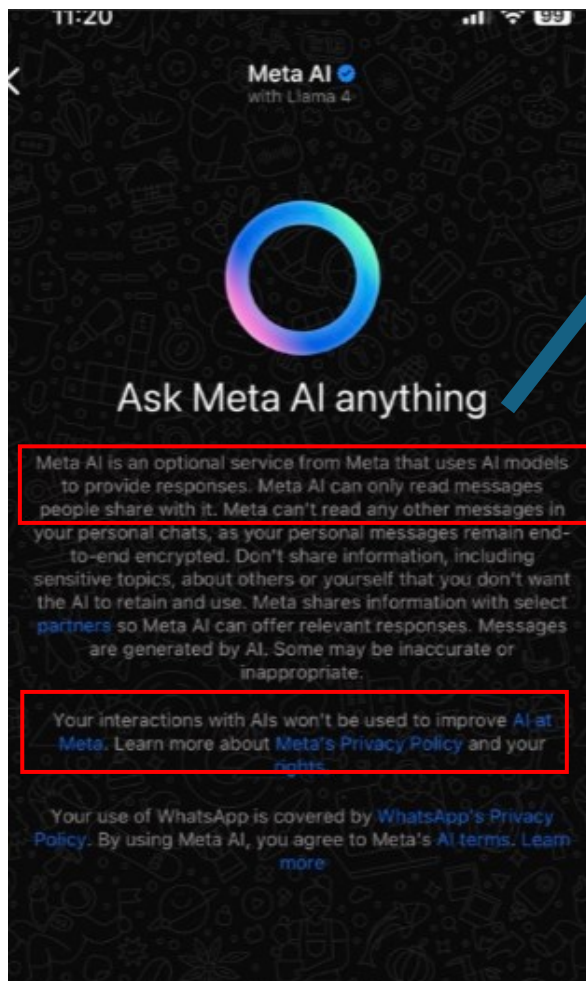 11:20
99
Meta AI
with Llama 4
Ask Meta AI anything
Meta AI is an optional service from Meta that uses AI models
to provide responses. Meta AI can only read messages
people share with it. Meta can't read any other messages in
your personal chats, as your personal messages remain end-
to-end encrypted. Don't share information, including
sensitive topics, about others or yourself that you don't want
the AI to retain and use. Meta shares information with select
partners so Meta AI can offer relevant responses. Messages
are generated by AI. Some may be inaccurate or
inappropriate.
Your interactions with AIs won't be used to improve AI at
Meta. Learn more about Meta's Privacy Policy and your
rights.
Your use of WhatsApp is covered by WhatsApp's Privacy
Policy. By using Meta AI, you agree to Meta's AI terms. Learn
more